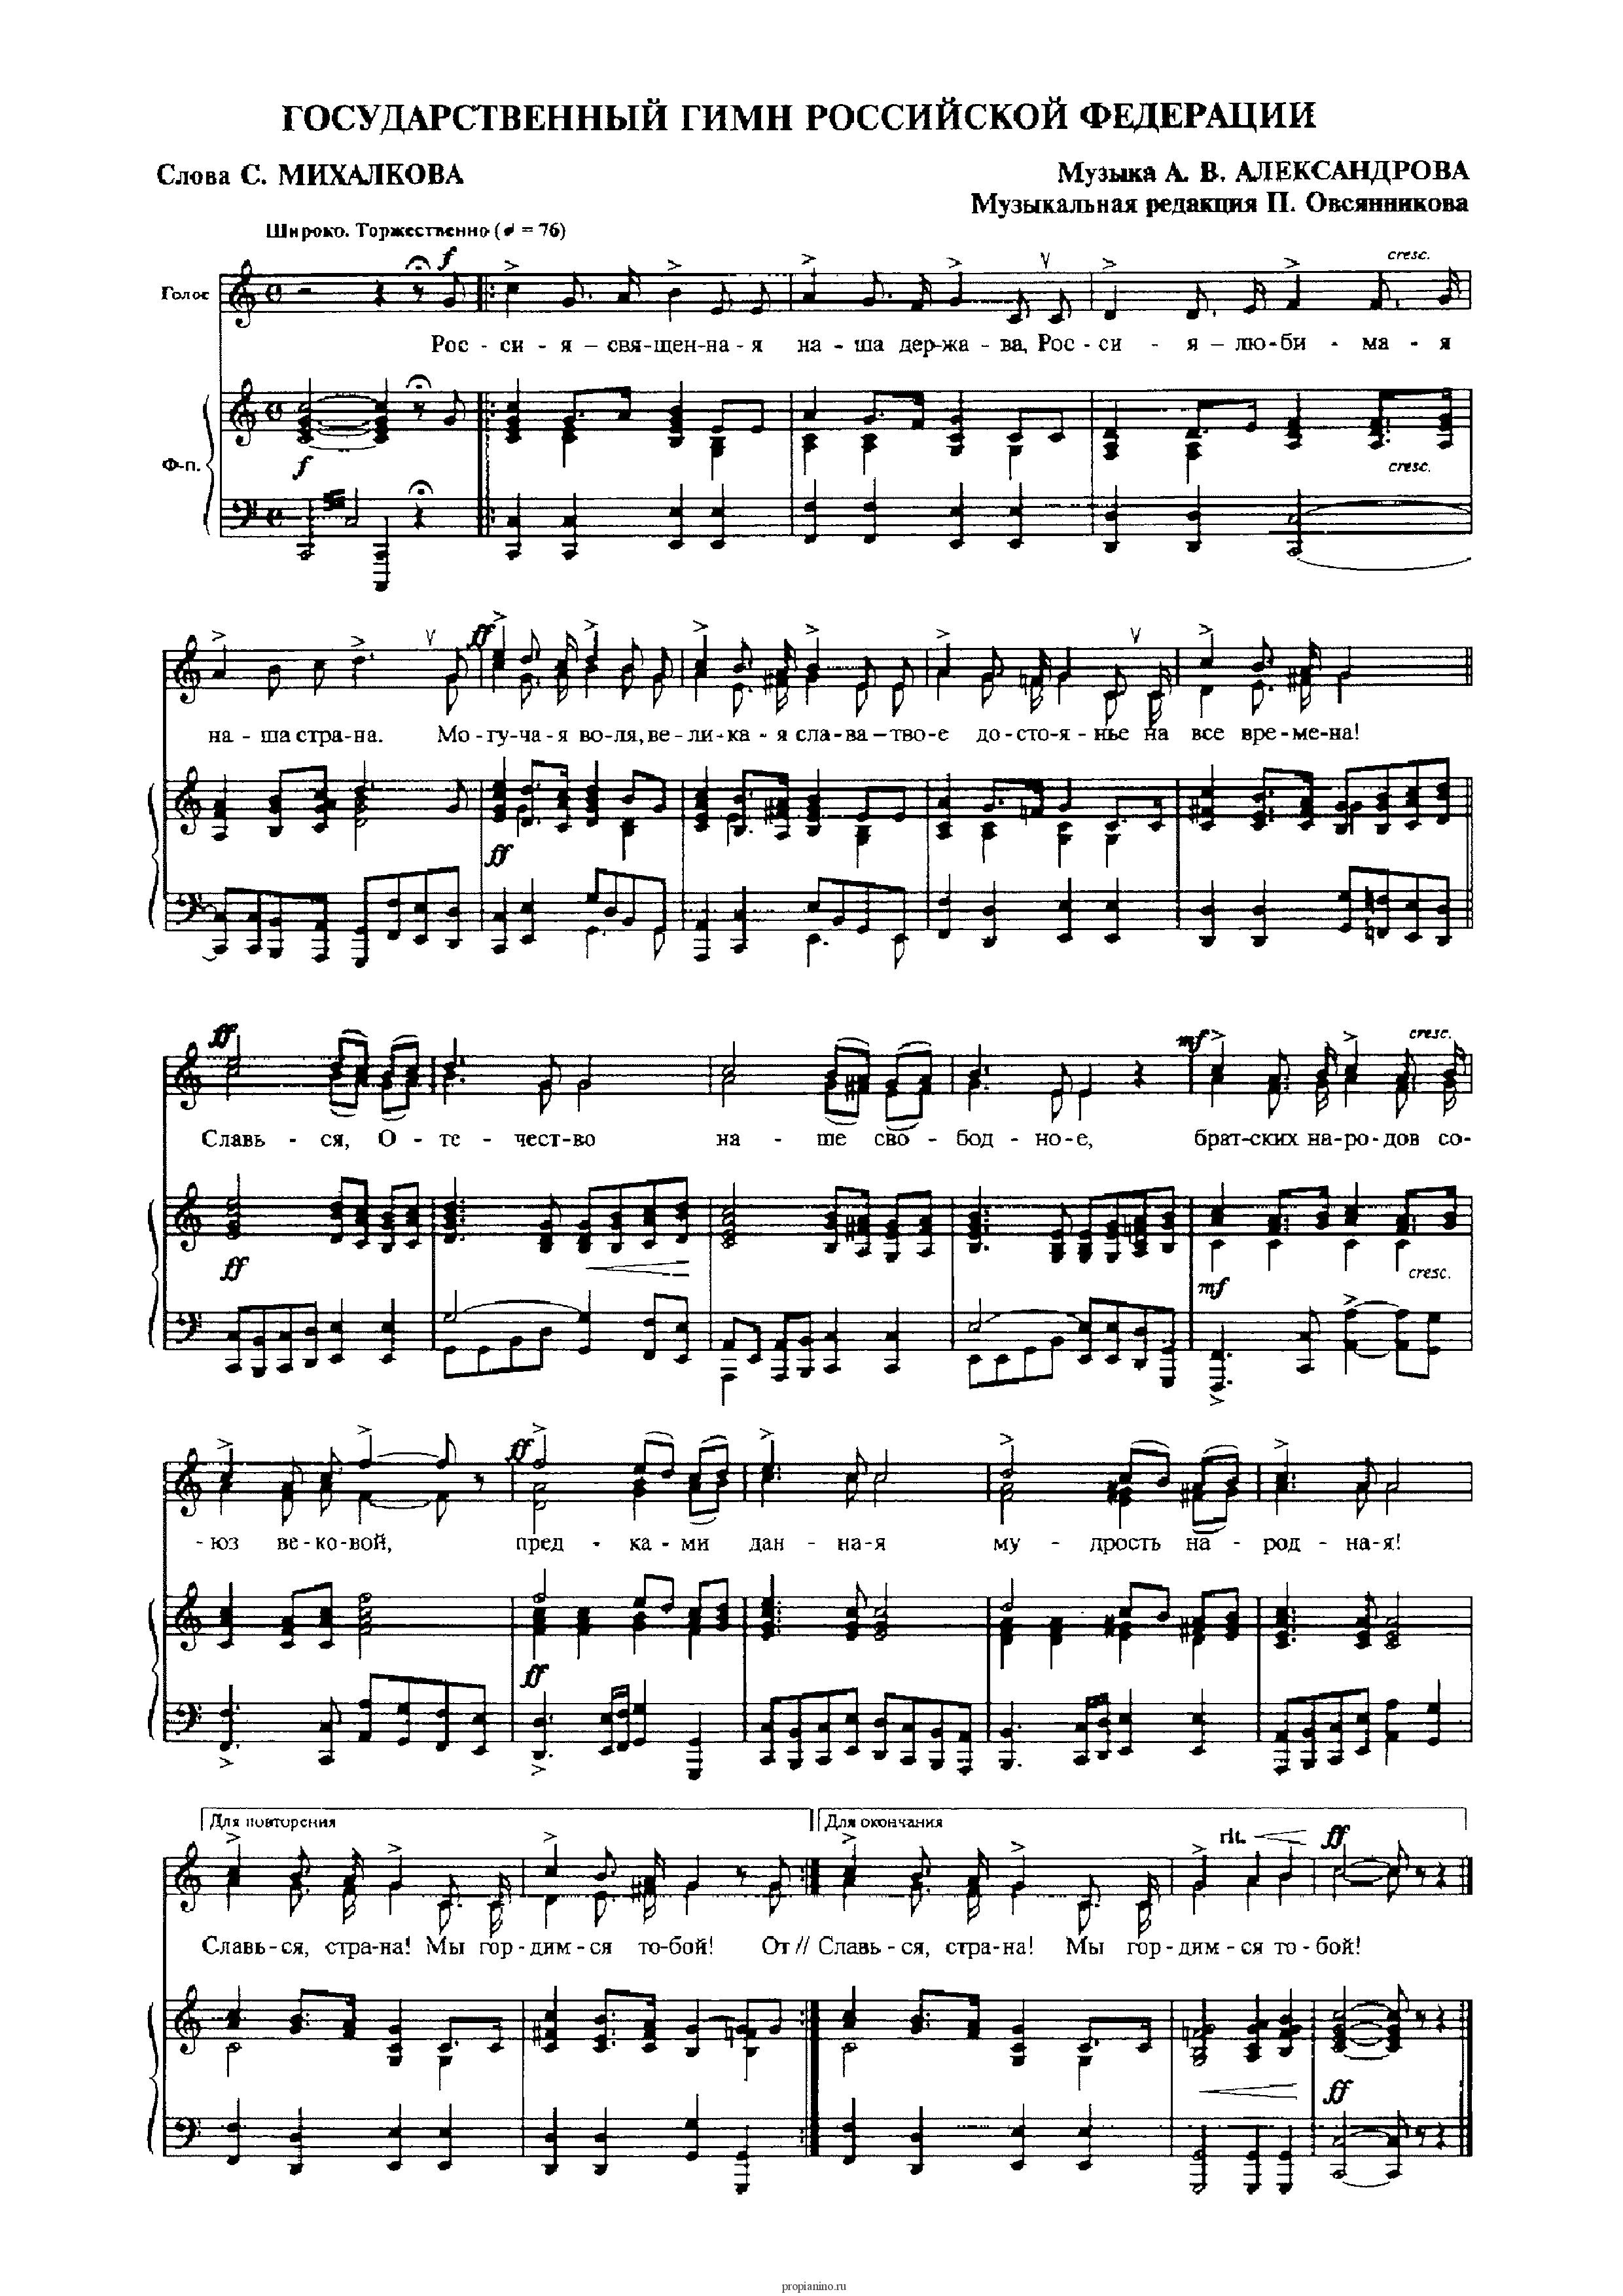 ГОСУДАРСТВЕННЫЙ ГИМН РОССИЙСКОЙ ФЕДЕРАЦИИ
Слова С. МИХАЛКОВА
Музыка А. В. АЛЕКСАНДРОВА
Музыкальная редакция П. Овсянникова
Широко. Торжественно (♩ = 76)
f
cresc.
Голос
Рос - си - я – свя-щен-на - я на - ша дер-жа - ва, Рос - си - я – лю-би - ма - я
Ф-п.
f
cresc.
ff
на - ша стра-на. Мо-гу-ча-я во-ля, ве-ли-ка-я сла-ва – тво-е до-сто-я-нье на все вре-ме-на!
ff
ff
mf
cresc.
Славь - ся, О - те - чест-во на - ше сво - бод - но-е, брат-ских на-ро-дов со-
ff
mf
cresc.
ff
- юз ве-ко-вой, пред - ка-ми дан - на-я му - дрость на - род - на-я!
ff
Для повторения
Для окончания
rit.
ff
Славь-ся, стра-на! Мы гор-дим-ся то-бой! От // Славь-ся, стра-на! Мы гор-дим-ся то-бой!
ff
propianino.ru